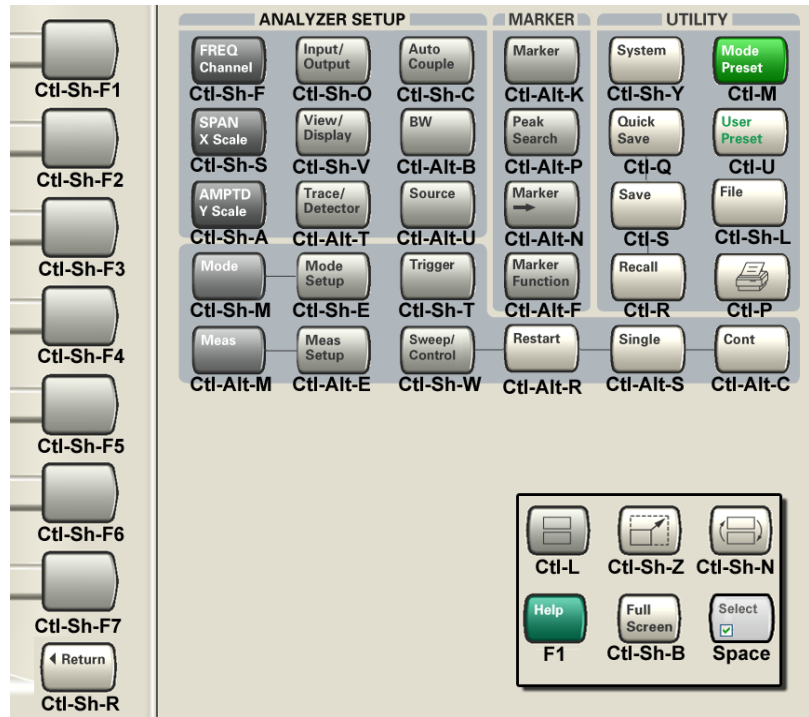 ANALYZER SETUP MARKER UTILITY
FREQ Channel Input/ Output Auto Couple Marker System Mode Preset
Ctl-Sh-F1 Ctl-Sh-F Ctl-Sh-O Ctl-Sh-C Ctl-Alt-K Ctl-Sh-Y Ctl-M
SPAN X Scale View/ Display BW Peak Search Quick Save User Preset
Ctl-Sh-F2 Ctl-Sh-S Ctl-Sh-V Ctl-Alt-B Ctl-Alt-P Ctl-Q Ctl-U
AMPTD Y Scale Trace/ Detector Source Marker Save File
Ctl-Sh-A Ctl-Alt-T Ctl-Alt-U Ctl-Alt-N Ctl-S Ctl-Sh-L
Ctl-Sh-F3 Mode Mode Setup Trigger Marker Function Recall
Ctl-Sh-M Ctl-Sh-E Ctl-Sh-T Ctl-Alt-F Ctl-R Ctl-P
Ctl-Sh-F4 Meas Meas Setup Sweep/ Control Restart Single Cont
Ctl-Alt-M Ctl-Alt-E Ctl-Sh-W Ctl-Alt-R Ctl-Alt-S Ctl-Alt-C
Ctl-Sh-F5
Ctl-Sh-F6
Ctl-L Ctl-Sh-Z Ctl-Sh-N
Ctl-Sh-F7 Help Full Screen Select
F1 Ctl-Sh-B Space
Return
Ctl-Sh-R